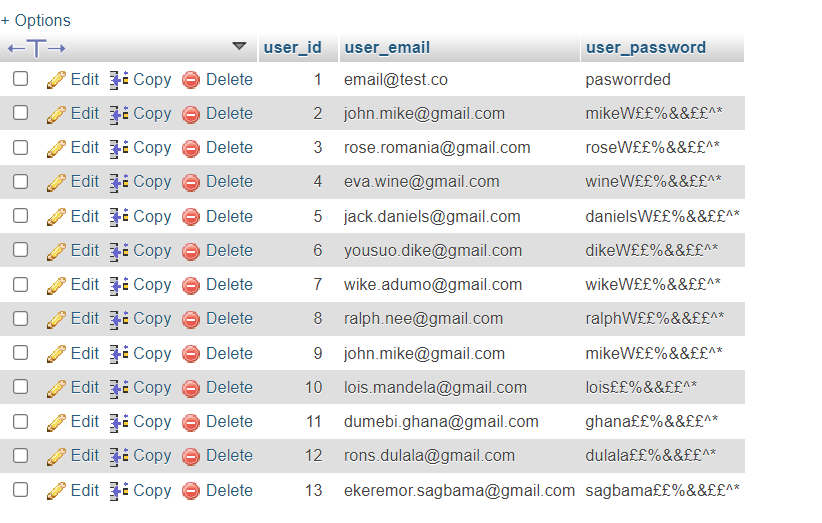 + Options
←T→ user_id user_email user_password
Edit Copy Delete 1 email@test.co pasworrded
Edit Copy Delete 2 john.mike@gmail.com mikeW££%&&££^*
Edit Copy Delete 3 rose.romania@gmail.com roseW££%&&££^*
Edit Copy Delete 4 eva.wine@gmail.com wineW££%&&££^*
Edit Copy Delete 5 jack.daniels@gmail.com danielsW££%&&££^*
Edit Copy Delete 6 yousuo.dike@gmail.com dikeW££%&&££^*
Edit Copy Delete 7 wike.adumo@gmail.com wikeW££%&&££^*
Edit Copy Delete 8 ralph.nee@gmail.com ralphW££%&&££^*
Edit Copy Delete 9 john.mike@gmail.com mikeW££%&&££^*
Edit Copy Delete 10 lois.mandela@gmail.com lois££%&&££^*
Edit Copy Delete 11 dumebi.ghana@gmail.com ghana££%&&££^*
Edit Copy Delete 12 rons.dulala@gmail.com dulala££%&&££^*
Edit Copy Delete 13 ekeremor.sagbama@gmail.com sagbama££%&&££^*